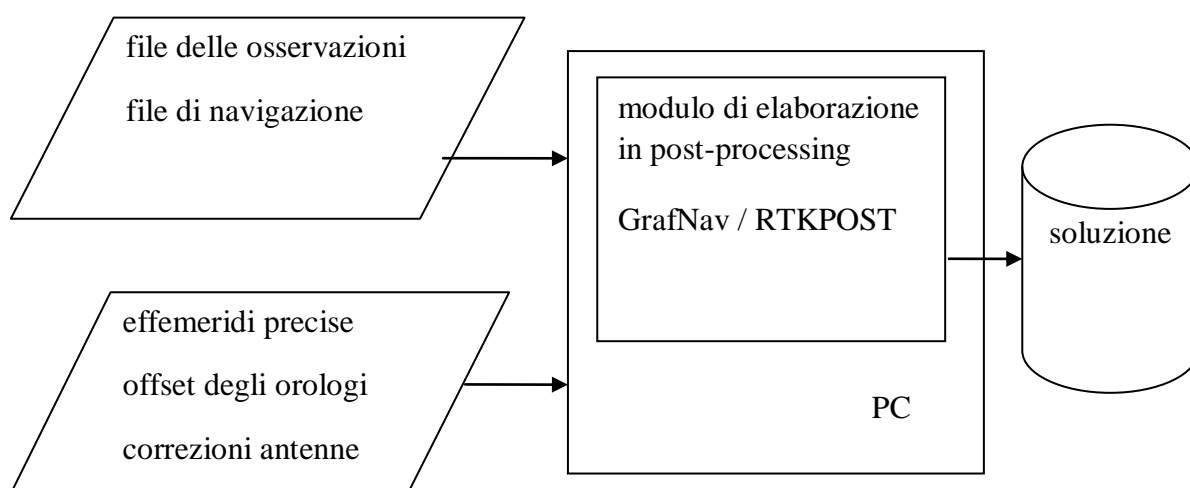 file delle osservazioni
file di navigazione
effemeridi precise
offset degli orologi
correzioni antenne
modulo di elaborazione
in post-processing
GrafNav / RTKPOST
PC
soluzione